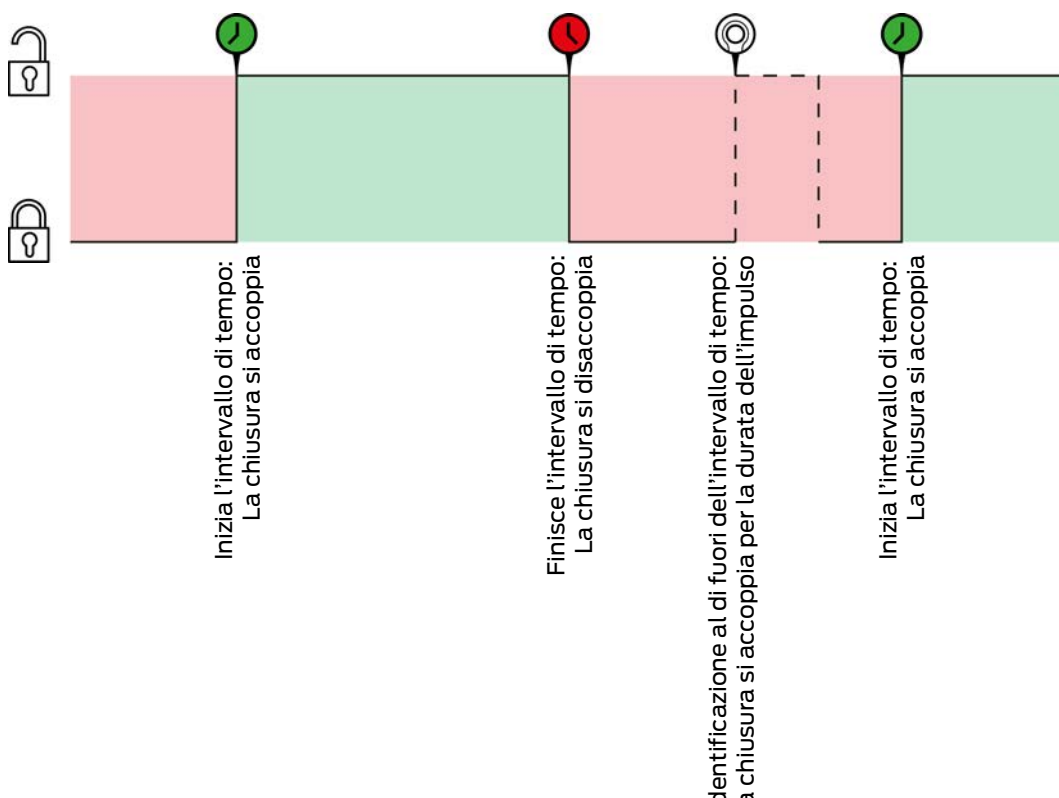 Inizia l'intervallo di tempo:
La chiusura si accoppia
Finisce l'intervallo di tempo:
La chiusura si disaccoppia
dentificazione al di fuori dell'intervallo di tempo:
a chiusura si accoppia per la durata dell'impulso
Inizia l'intervallo di tempo:
La chiusura si accoppia